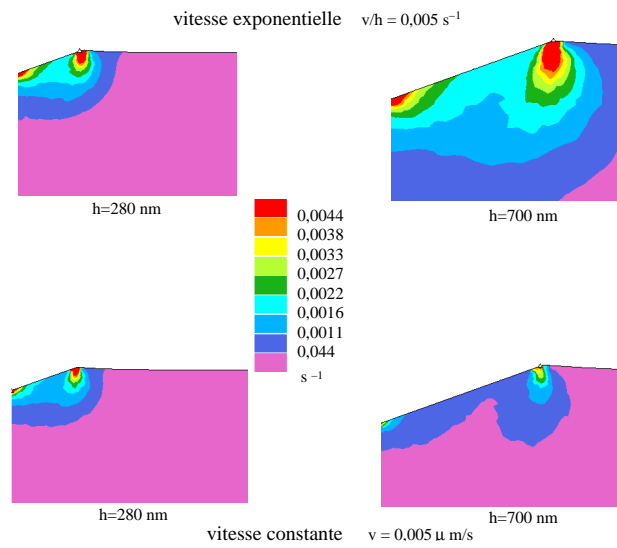 vitesse exponentielle v/h = 0,005 s⁻¹
h=280 nm
h=700 nm
0,0044
0,0038
0,0033
0,0027
0,0022
0,0016
0,0011
0,044
s⁻¹
h=280 nm
h=700 nm
vitesse constante v = 0,005 μ m/s